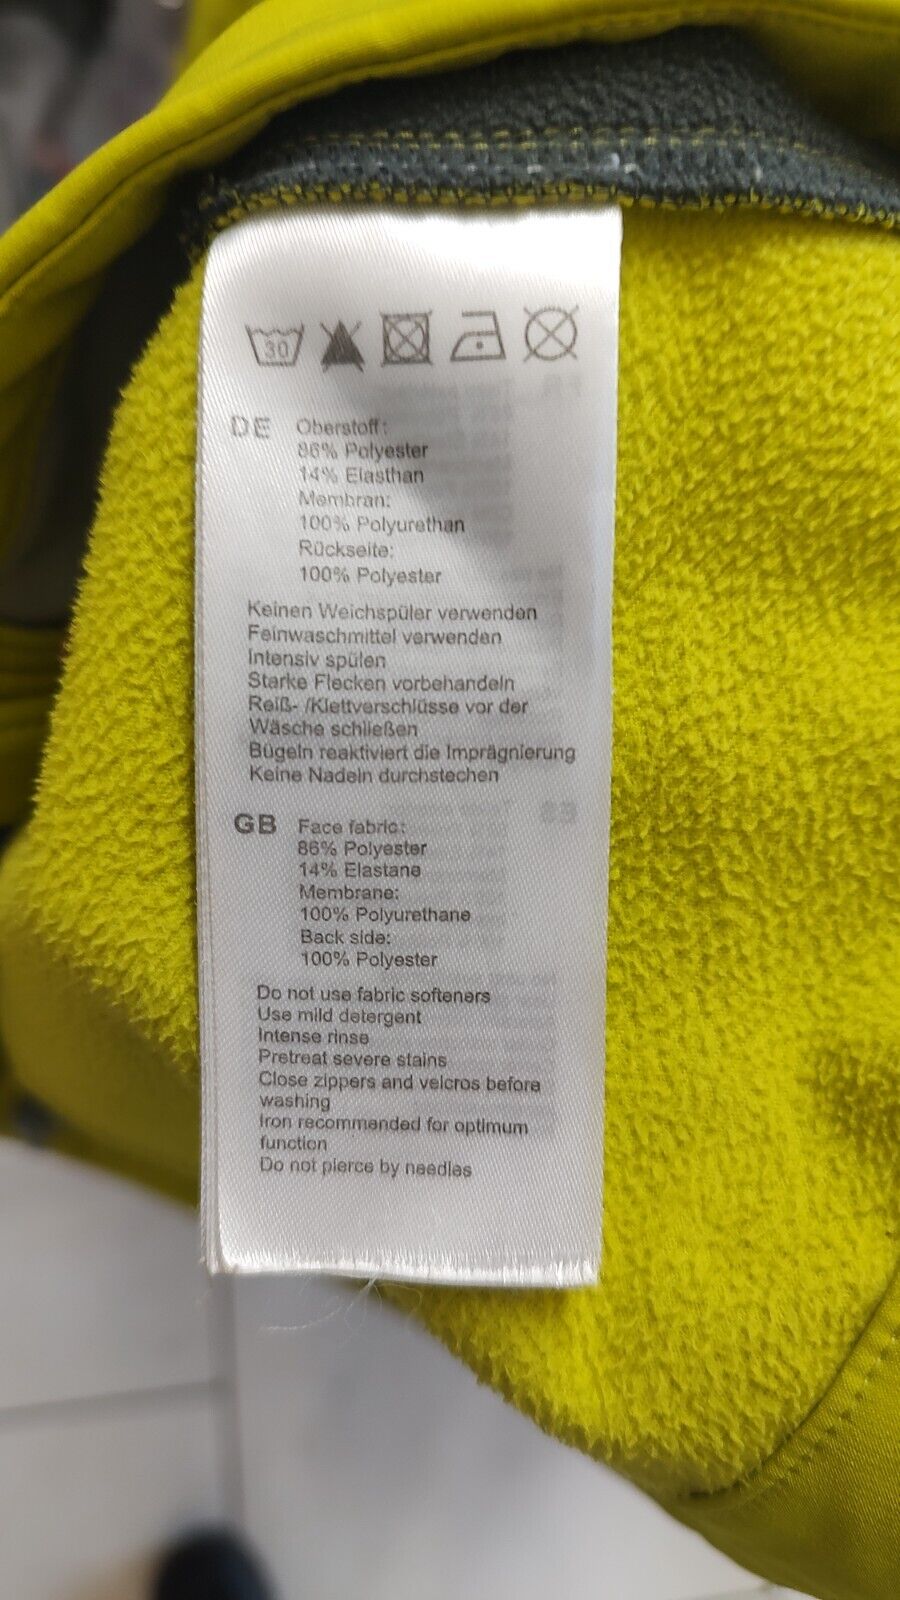 30
DE
Oberstoff:
86% Polyester
14% Elasthan
Membran:
100% Polyurethan
Rückseite:
100% Polyester
Keinen Weichspüler verwenden
Feinwaschmittel verwenden
Intensiv spülen
Starke Flecken vorbehandeln
Reiß- /Klettverschlüsse vor der
Wäsche schließen
Bügeln reaktiviert die Imprägnierung
Keine Nadeln durchstechen
GB
Face fabric:
86% Polyester
14% Elastane
Membrane:
100% Polyurethane
Back side:
100% Polyester
Do not use fabric softeners
Use mild detergent
Intense rinse
Pretreat severe stains
Close zippers and velcros before
washing
Iron recommended for optimum
function
Do not pierce by needles